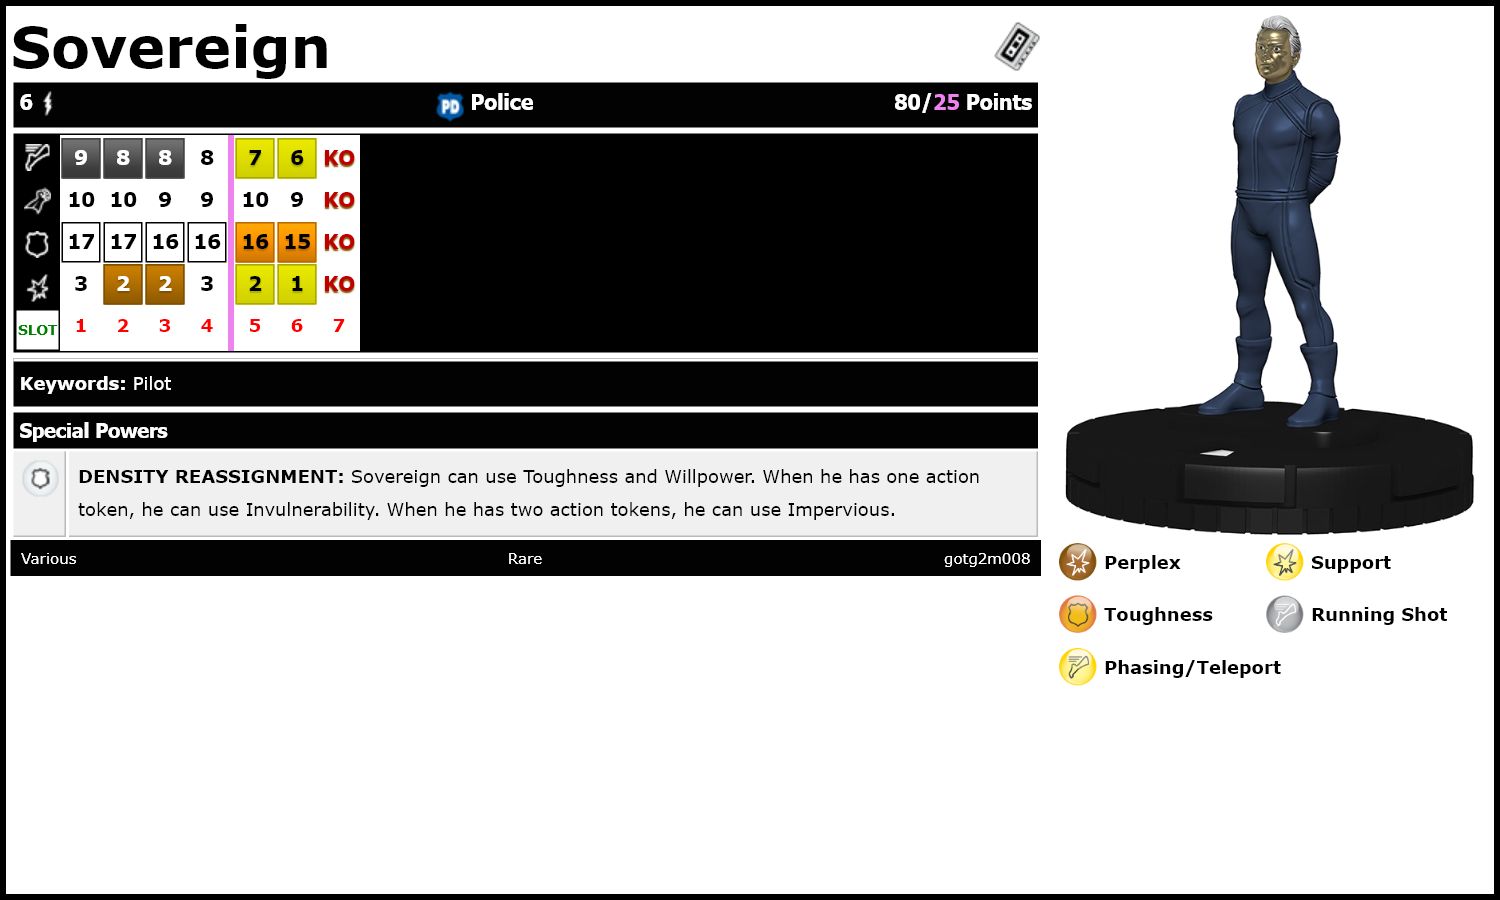 Sovereign
6 PD Police 80/25 Points
9 8 8 8 7 6 KO
10 10 9 9 10 9 KO
17 17 16 16 16 15 KO
3 2 2 3 2 1 KO
SLOT 1 2 3 4 5 6 7
Keywords: Pilot
Special Powers
DENSITY REASSIGNMENT: Sovereign can use Toughness and Willpower. When he has one action
token, he can use Invulnerability. When he has two action tokens, he can use Impervious.
Various Rare gotg2m008
Perplex Support
Toughness Running Shot
Phasing/Teleport